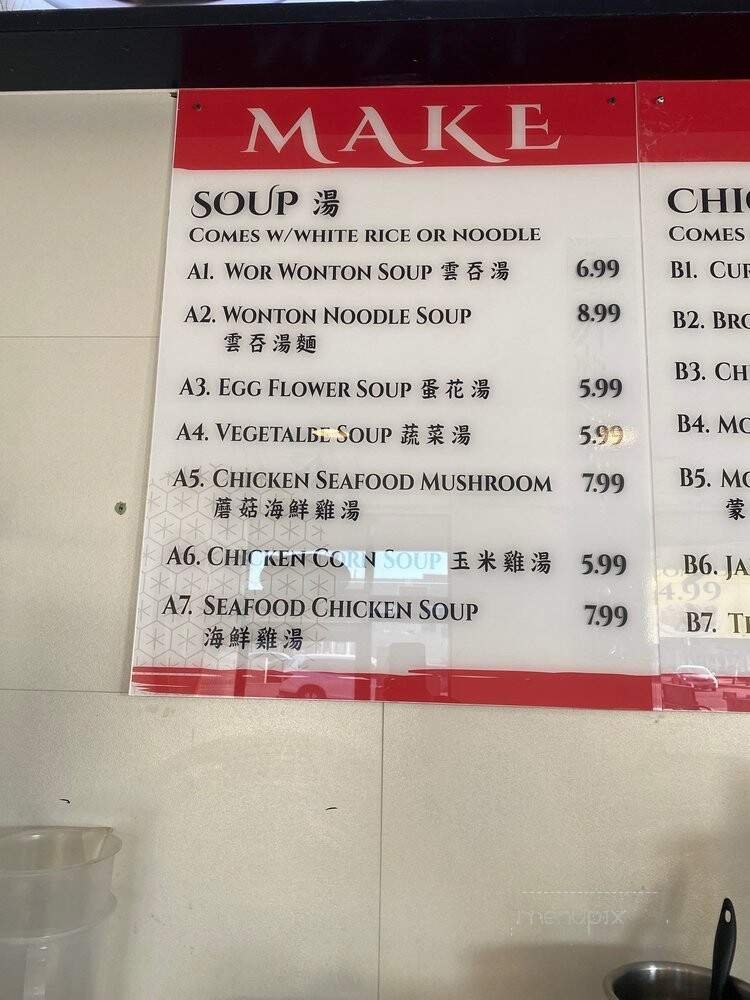 MAKE
SOUP 湯
COMES W/WHITE RICE OR NOODLE
A1. WOR WONTON SOUP 雲吞湯 6.99
A2. WONTON NOODLE SOUP 8.99
雲吞湯麵
A3. EGG FLOWER SOUP 蛋花湯 5.99
A4. VEGETALBE SOUP 蔬菜湯 5.99
A5. CHICKEN SEAFOOD MUSHROOM 7.99
蘑菇海鮮雞湯
A6. CHICKEN CORN SOUP 玉米雞湯 5.99
A7. SEAFOOD CHICKEN SOUP 7.99
海鮮雞湯
COMES
B1.
B2.
B3.
B4.
B5.
蒙
B6.
B7.
4.99
menupix